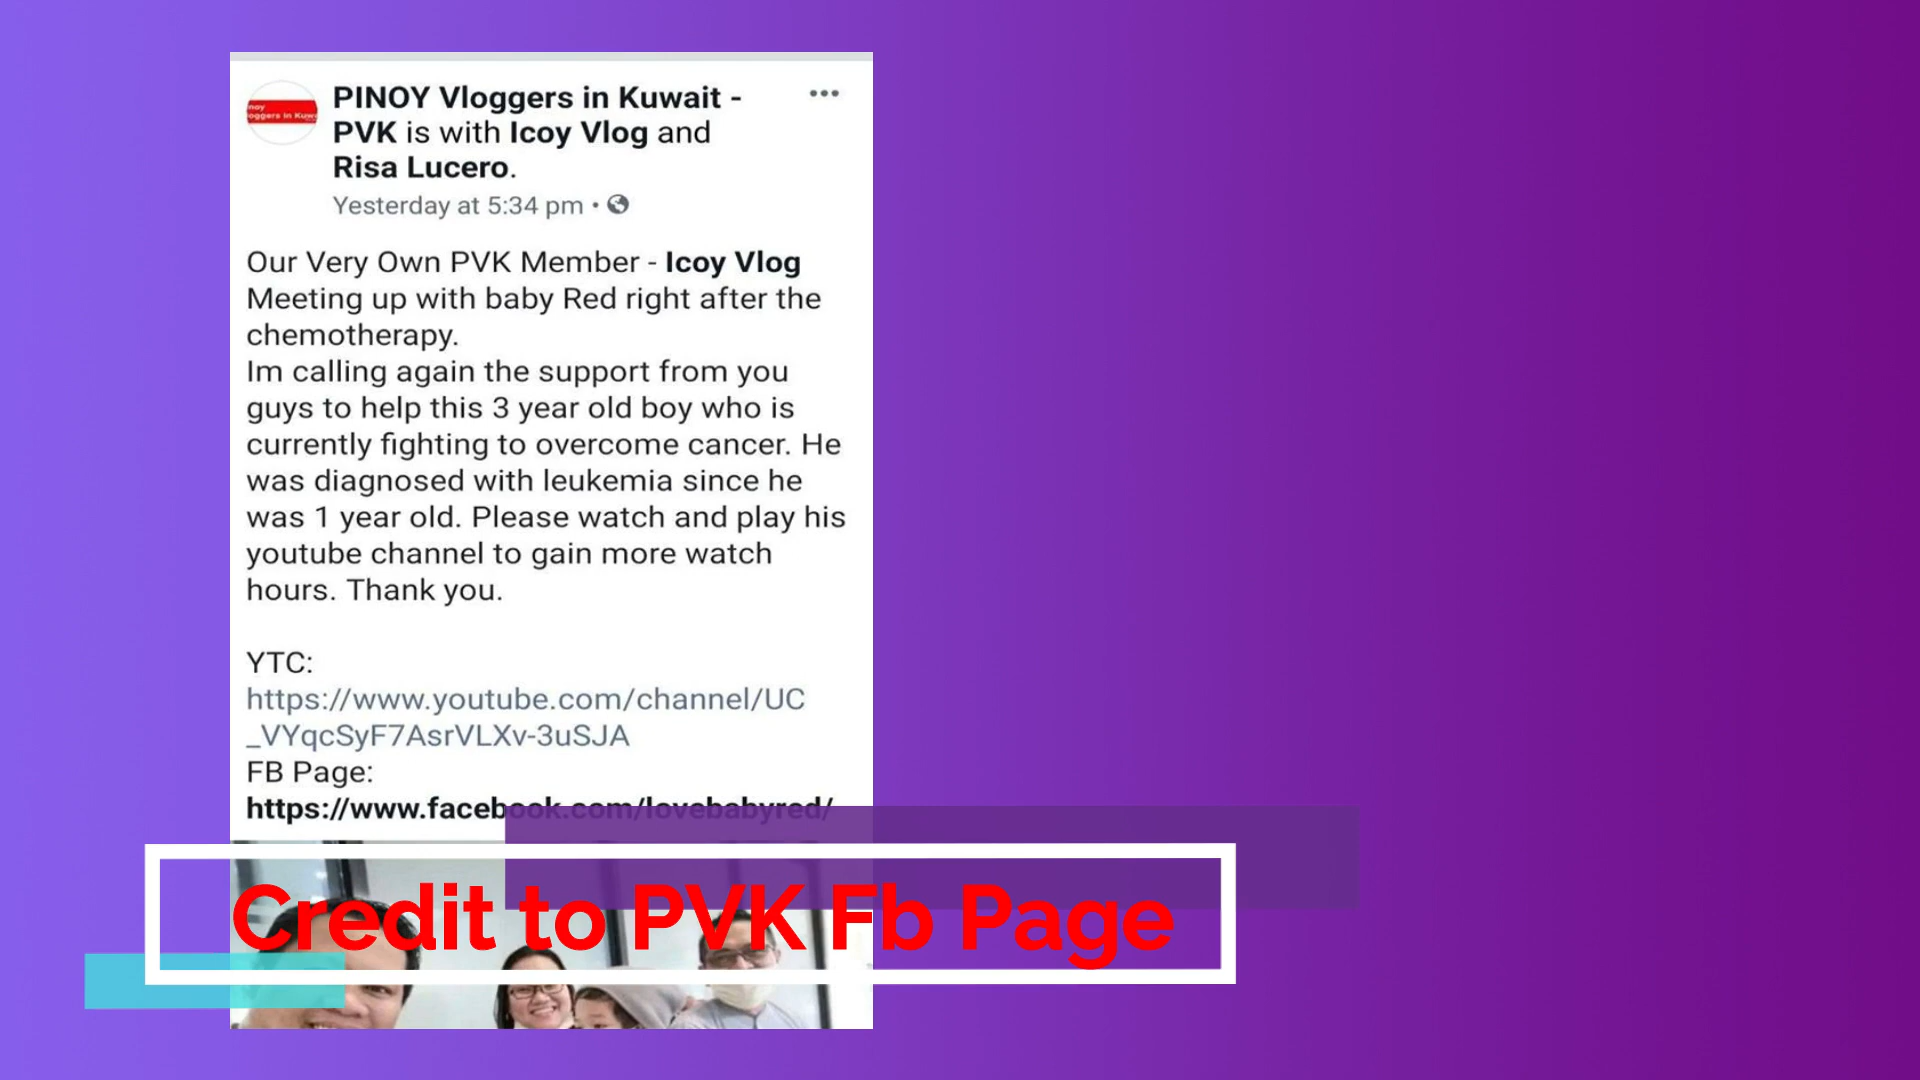 noy
oggers in Kuwa
PINOY Vloggers in Kuwait -
PVK is with Icoy Vlog and
Risa Lucero.
Yesterday at 5:34 pm •
Our Very Own PVK Member - Icoy Vlog
Meeting up with baby Red right after the
chemotherapy.
Im calling again the support from you
guys to help this 3 year old boy who is
currently fighting to overcome cancer. He
was diagnosed with leukemia since he
was 1 year old. Please watch and play his
youtube channel to gain more watch
hours. Thank you.
YTC:
https://www.youtube.com/channel/UC
_VYqcSyF7AsrVLXv-3uSJA
FB Page:
https://www.facebook.com/lovebabyred/
Credit to PVK Fb Page